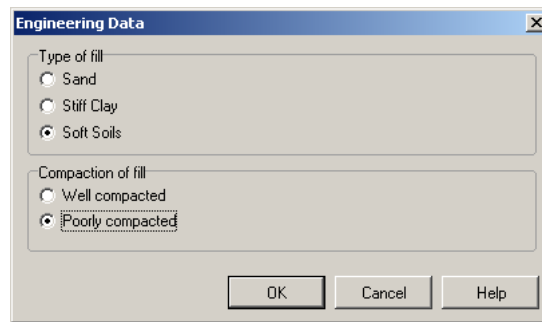 Engineering Data
Type of fill
Sand
Stiff Clay
Soft Soils
Compaction of fill
Well compacted
Poorly compacted
OK Cancel Help